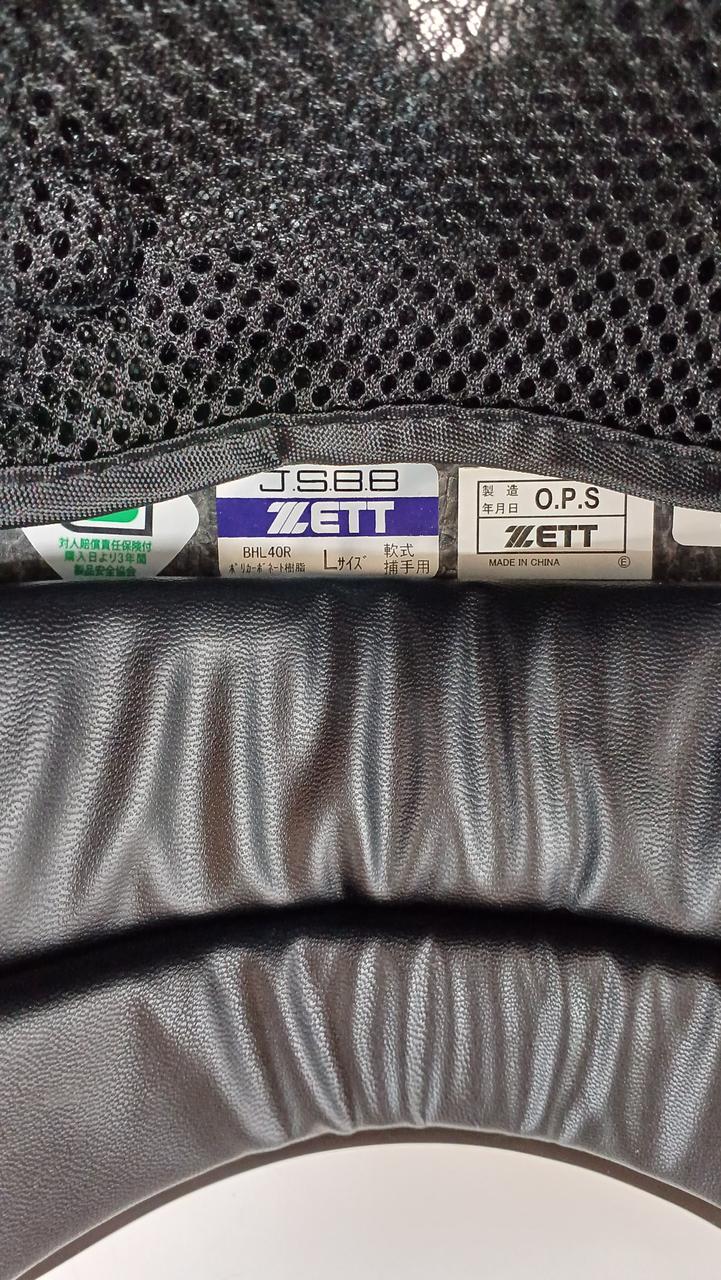 対人賠償責任保険付
購入日より3年間
製品安全協会
J.S.B.B
ZETT
BHL40R
ポリカーボネート樹脂
Lサイズ
軟式
捕手用
製造
年月日
O.P.S
ZETT
MADE IN CHINA
Ⓔ